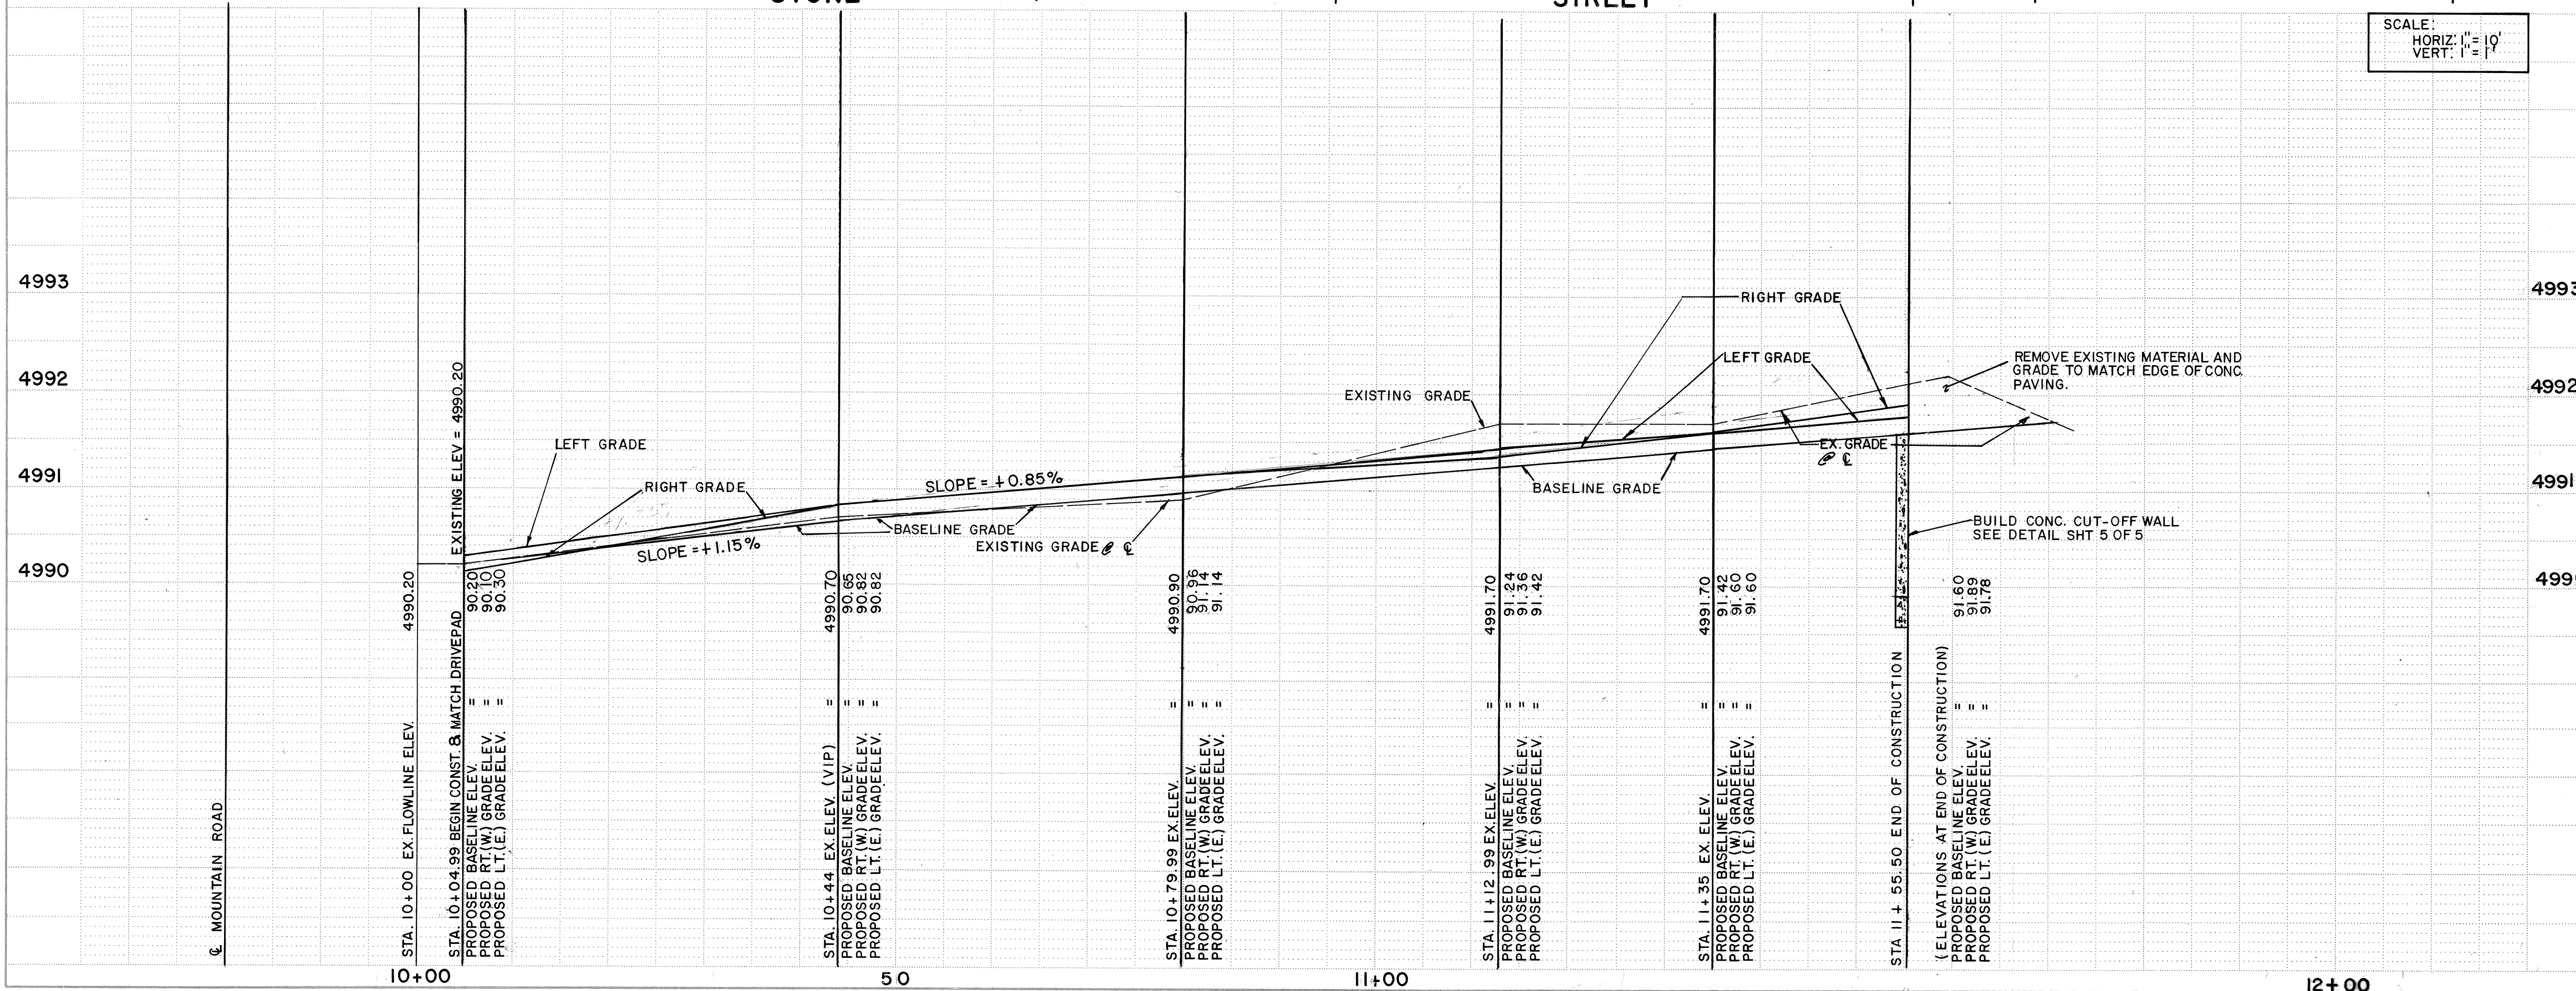 STONE STREET
SCALE:
HORIZ: 1" = 10'
VERT: 1" = 1'
4993
4992
4991
4990
4993
4992
4991
EXISTING ELEV = 4990.20
LEFT GRADE
RIGHT GRADE
SLOPE = +0.85%
SLOPE = +1.15%
BASELINE GRADE
EXISTING GRADE @ ℄
EXISTING GRADE
BASELINE GRADE
RIGHT GRADE
LEFT GRADE
EX. GRADE
@ ℄
REMOVE EXISTING MATERIAL AND
GRADE TO MATCH EDGE OF CONC.
PAVING.
BUILD CONC. CUT-OFF WALL
SEE DETAIL SHT 5 OF 5
℄ MOUNTAIN ROAD
STA. 10+00 EX. FLOWLINE ELEV. 4990.20
STA. 10+04.99 BEGIN CONST. & MATCH DRIVEPAD
PROPOSED BASELINE ELEV. = 90.20
PROPOSED RT.(W.) GRADE ELEV. = 90.10
PROPOSED LT.(E.) GRADE ELEV. = 90.30
STA. 10+44 EX. ELEV. (VIP) = 4990.70
PROPOSED BASELINE ELEV. = 90.65
PROPOSED RT.(W.) GRADE ELEV. = 90.82
PROPOSED LT.(E.) GRADE ELEV. = 90.82
STA. 10+79.99 EX. ELEV. = 4990.90
PROPOSED BASELINE ELEV. = 90.96
PROPOSED RT.(W.) GRADE ELEV. = 91.14
PROPOSED LT.(E.) GRADE ELEV. = 91.14
STA. 11+12.99 EX. ELEV. = 4991.70
PROPOSED BASELINE ELEV. = 91.24
PROPOSED RT.(W.) GRADE ELEV. = 91.36
PROPOSED LT.(E.) GRADE ELEV. = 91.42
STA. 11+35 EX. ELEV. = 4991.70
PROPOSED BASELINE ELEV. = 91.42
PROPOSED RT.(W.) GRADE ELEV. = 91.60
PROPOSED LT.(E.) GRADE ELEV. = 91.60
STA 11+55.50 END OF CONSTRUCTION
(ELEVATIONS AT END OF CONSTRUCTION)
PROPOSED BASELINE ELEV. = 91.60
PROPOSED RT.(W.) GRADE ELEV. = 91.89
PROPOSED LT.(E.) GRADE ELEV. = 91.78
10+00 50 11+00 12+00